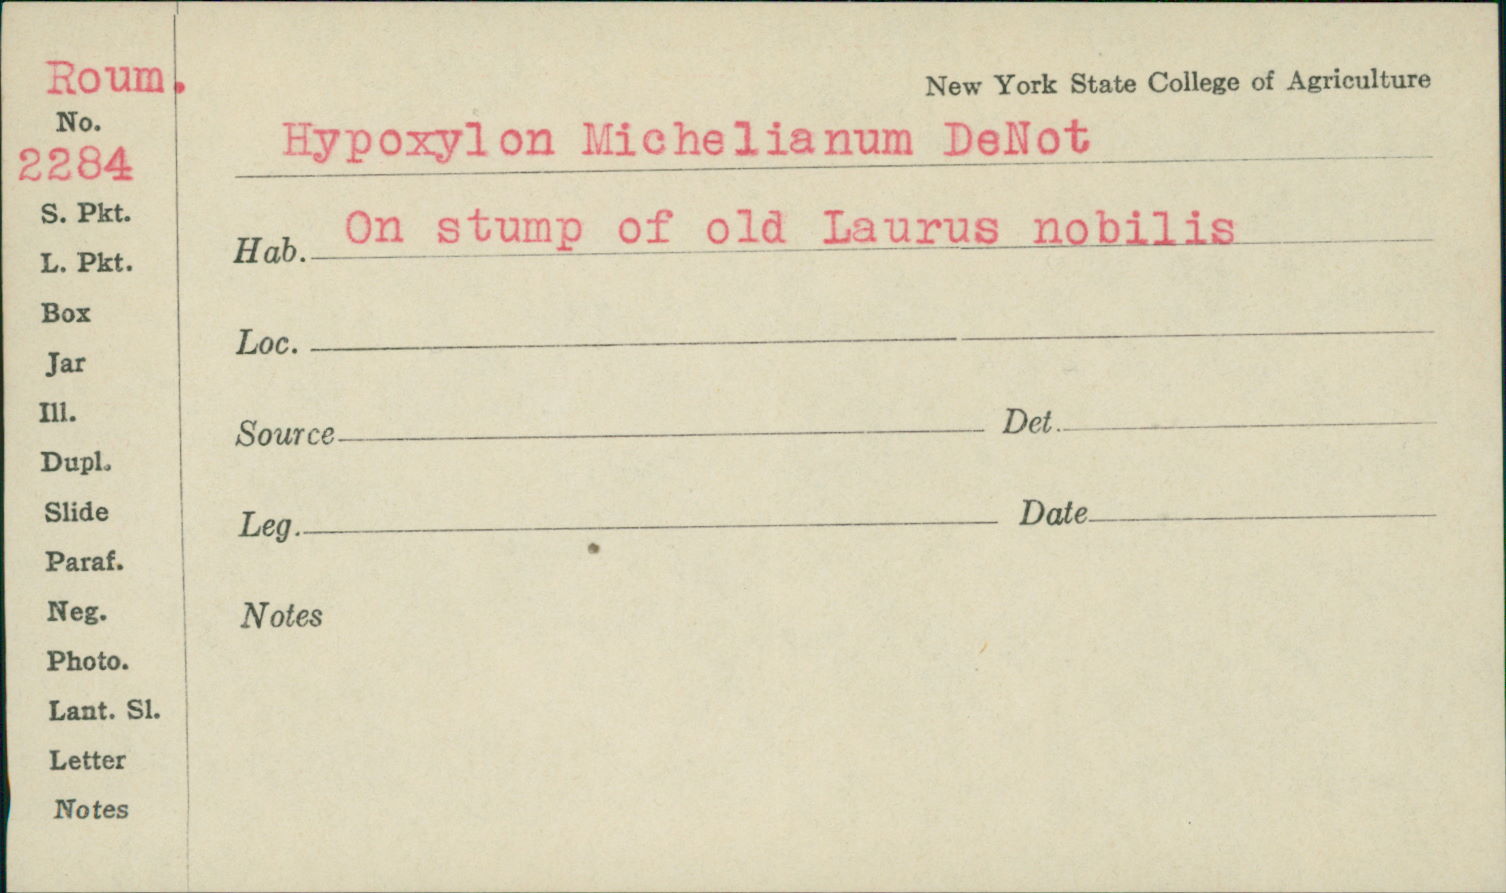 Roum.
New York State College of Agriculture
No.
Hypoxylon Michelianum DeNot
2284
S. Pkt.
Hab. On stump of old Laurus nobilis
L. Pkt.
Box
Loc.
Jar
Ill.
Source Det.
Dupl.
Slide
Leg. Date
Paraf.
Neg.
Notes
Photo.
Lant. Sl.
Letter
Notes